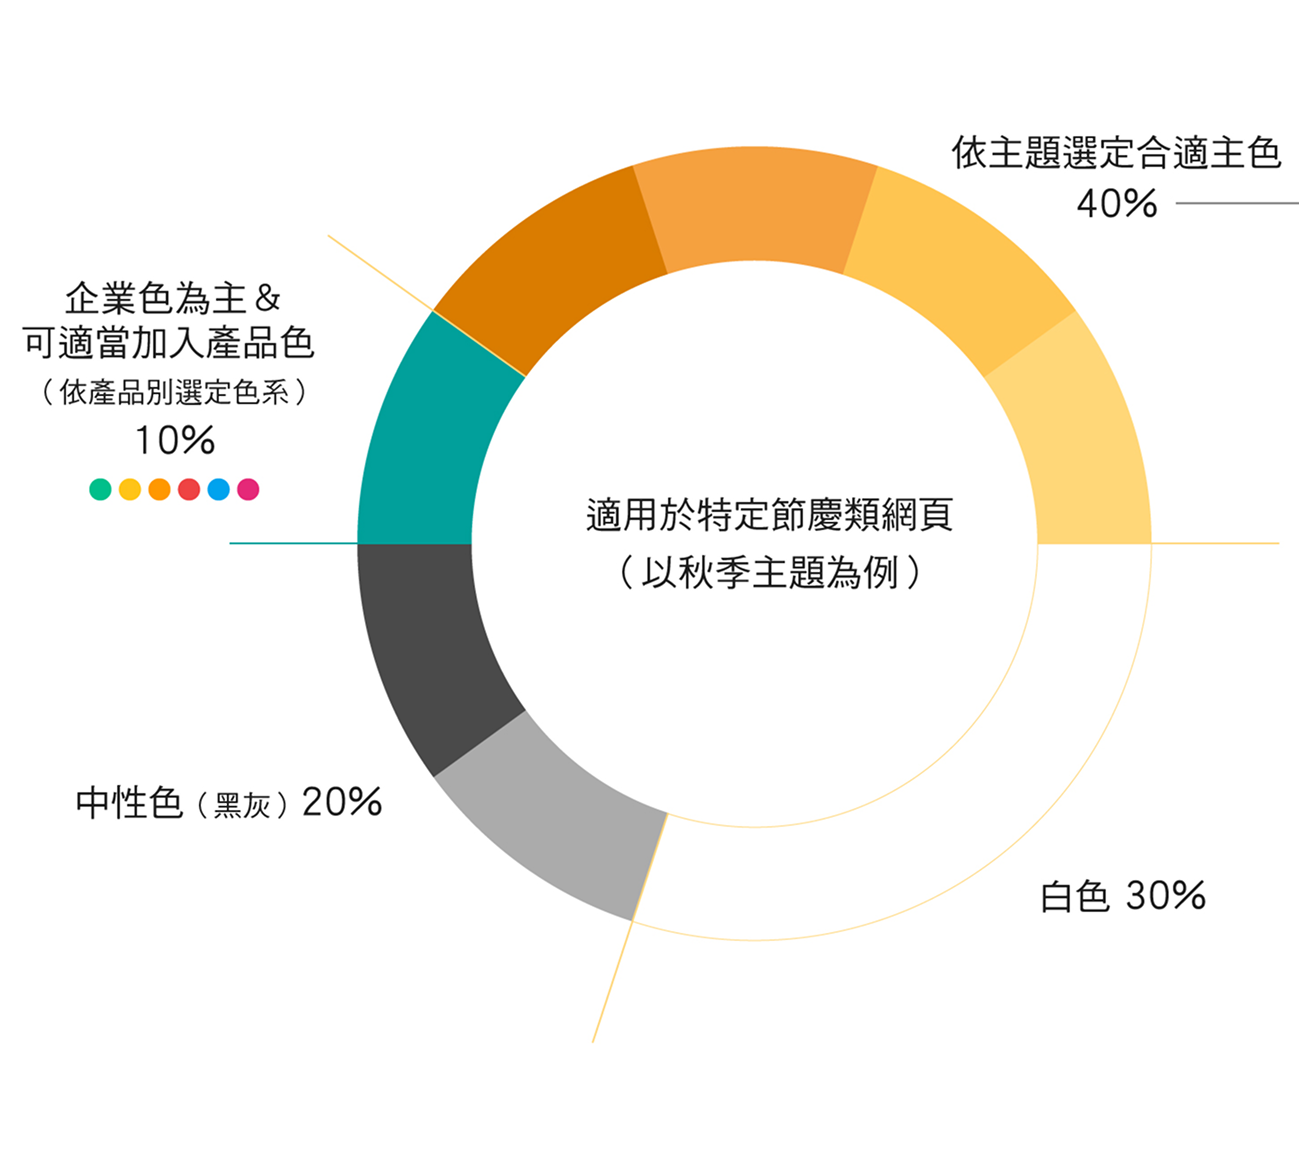 依主題選定合適主色
40%
企業色為主&
可適當加入產品色
（依產品別選定色系）
10%
適用於特定節慶類網頁
（以秋季主題為例）
中性色（黑灰）20%
白色 30%